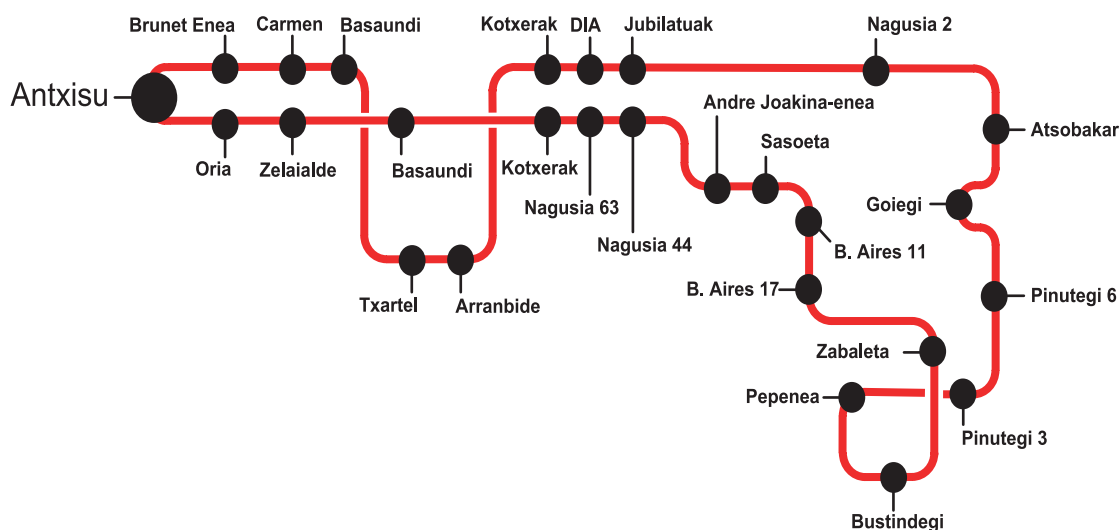 Brunet Enea
Carmen
Basaundi
Kotxerak
DIA
Jubilatuak
Nagusia 2
Antxisu
Andre Joakina-enea
Atsobakar
Sasoeta
Oria
Zelaialde
Basaundi
Kotxerak
Nagusia 63
Goiegi
Nagusia 44
B. Aires 11
B. Aires 17
Pinutegi 6
Txartel
Arranbide
Zabaleta
Pepenea
Pinutegi 3
Bustindegi